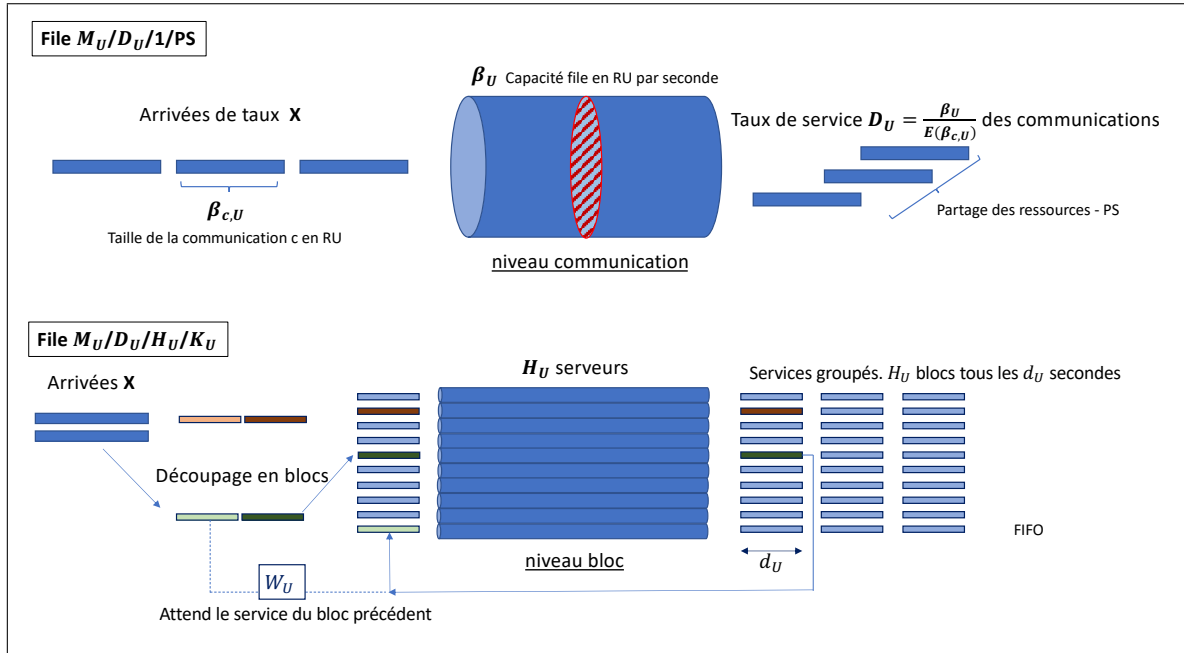 File M_U/D_U/1/PS
β_U Capacité file en RU par seconde
Arrivées de taux X
Taux de service D_U = β_U / E(β_{c,U}) des communications
β_{c,U}
Taille de la communication c en RU
Partage des ressources - PS
niveau communication
File M_U/D_U/H_U/K_U
Arrivées X
H_U serveurs
Services groupés. H_U blocs tous les d_U secondes
Découpage en blocs
FIFO
niveau bloc
d_U
W_U
Attend le service du bloc précédent